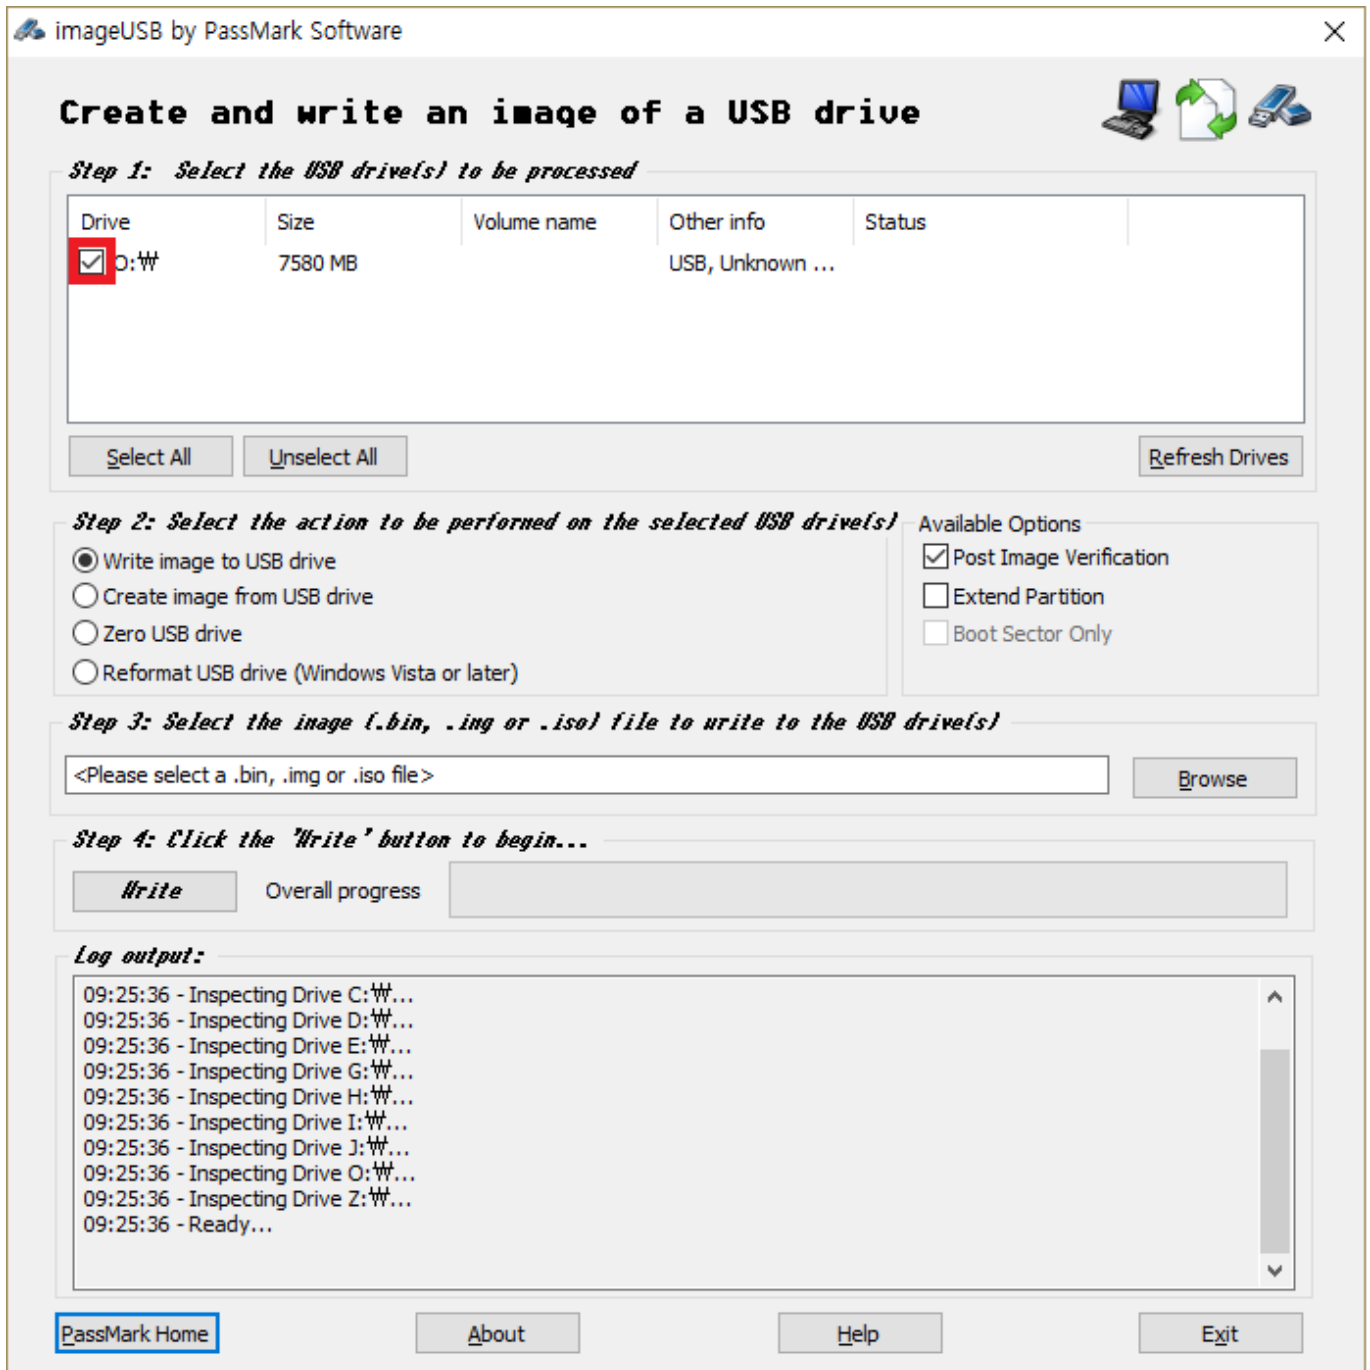 imageUSB by PassMark Software
Create and write an image of a USB drive
Step 1: Select the USB drive(s) to be processed
Drive Size Volume name Other info Status
O:₩ 7580 MB USB, Unknown ...
Select All Unselect All Refresh Drives
Step 2: Select the action to be performed on the selected USB drive(s) Available Options
Write image to USB drive Post Image Verification
Create image from USB drive Extend Partition
Zero USB drive Boot Sector Only
Reformat USB drive (Windows Vista or later)
Step 3: Select the image (.bin, .img or .iso) file to write to the USB drive(s)
<Please select a .bin, .img or .iso file> Browse
Step 4: Click the 'Write' button to begin...
Write Overall progress
Log output:
09:25:36 - Inspecting Drive C:₩...
09:25:36 - Inspecting Drive D:₩...
09:25:36 - Inspecting Drive E:₩...
09:25:36 - Inspecting Drive G:₩...
09:25:36 - Inspecting Drive H:₩...
09:25:36 - Inspecting Drive I:₩...
09:25:36 - Inspecting Drive J:₩...
09:25:36 - Inspecting Drive O:₩...
09:25:36 - Inspecting Drive Z:₩...
09:25:36 - Ready...
PassMark Home About Help Exit